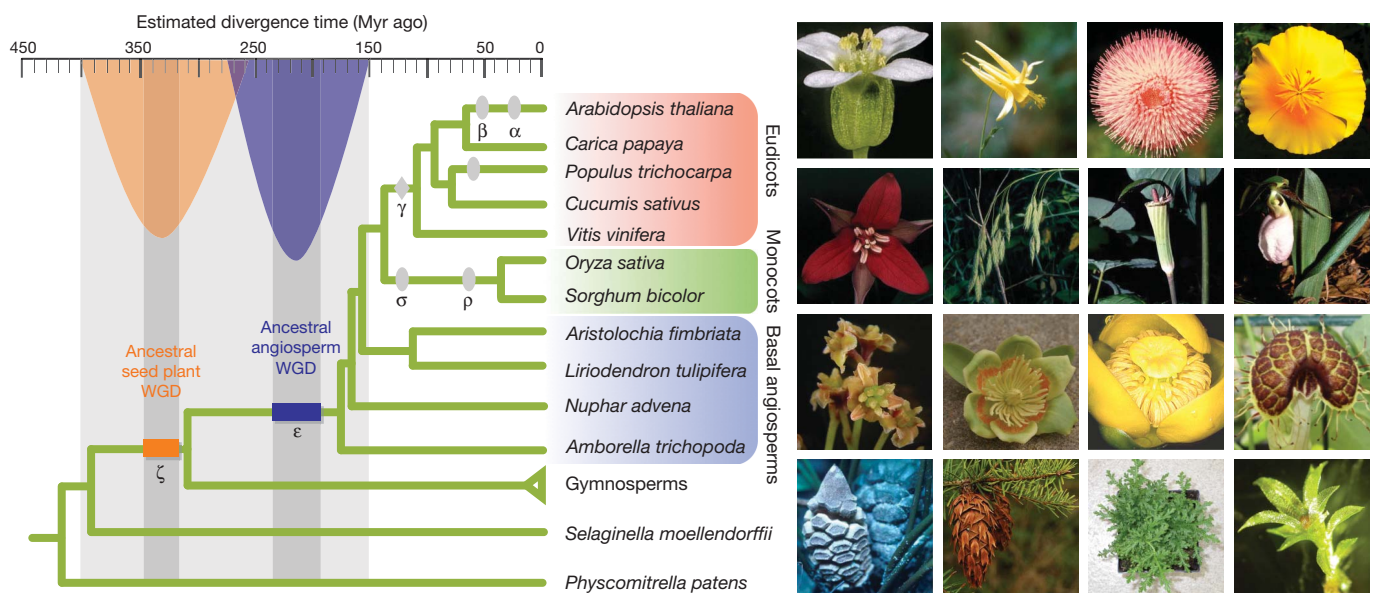 Estimated divergence time (Myr ago)
450 350 250 150 50 0
Arabidopsis thaliana
β α
Carica papaya
Populus trichocarpa
γ
Cucumis sativus
Vitis vinifera
Eudicots
Oryza sativa
σ ρ
Sorghum bicolor
Monocots
Aristolochia fimbriata
Liriodendron tulipifera
Nuphar advena
Amborella trichopoda
Basal angiosperms
Ancestral
angiosperm
WGD
ε
Ancestral
seed plant
WGD
ζ
Gymnosperms
Selaginella moellendorffii
Physcomitrella patens